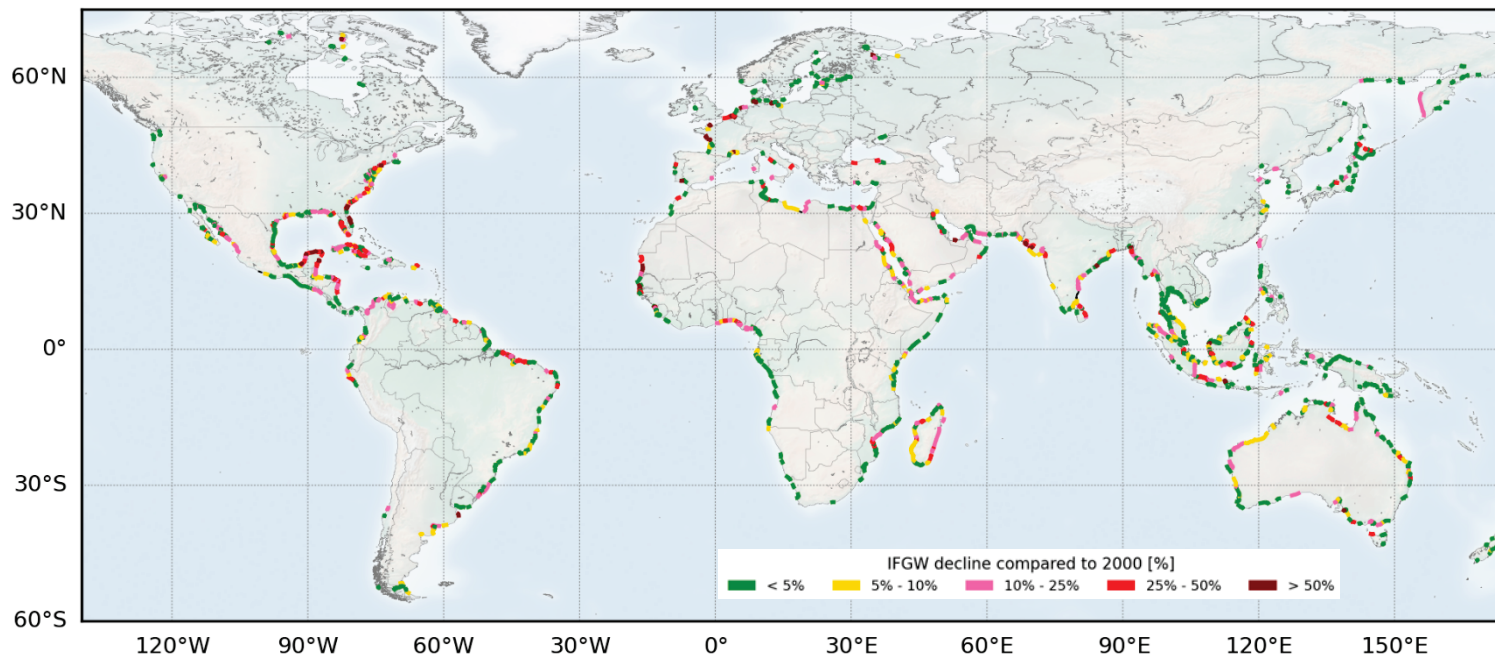 60°N
30°N
0°
30°S
60°S
IFGW decline compared to 2000 [%]
< 5% 5% - 10% 10% - 25% 25% - 50% > 50%
120°W 90°W 60°W 30°W 0° 30°E 60°E 90°E 120°E 150°E